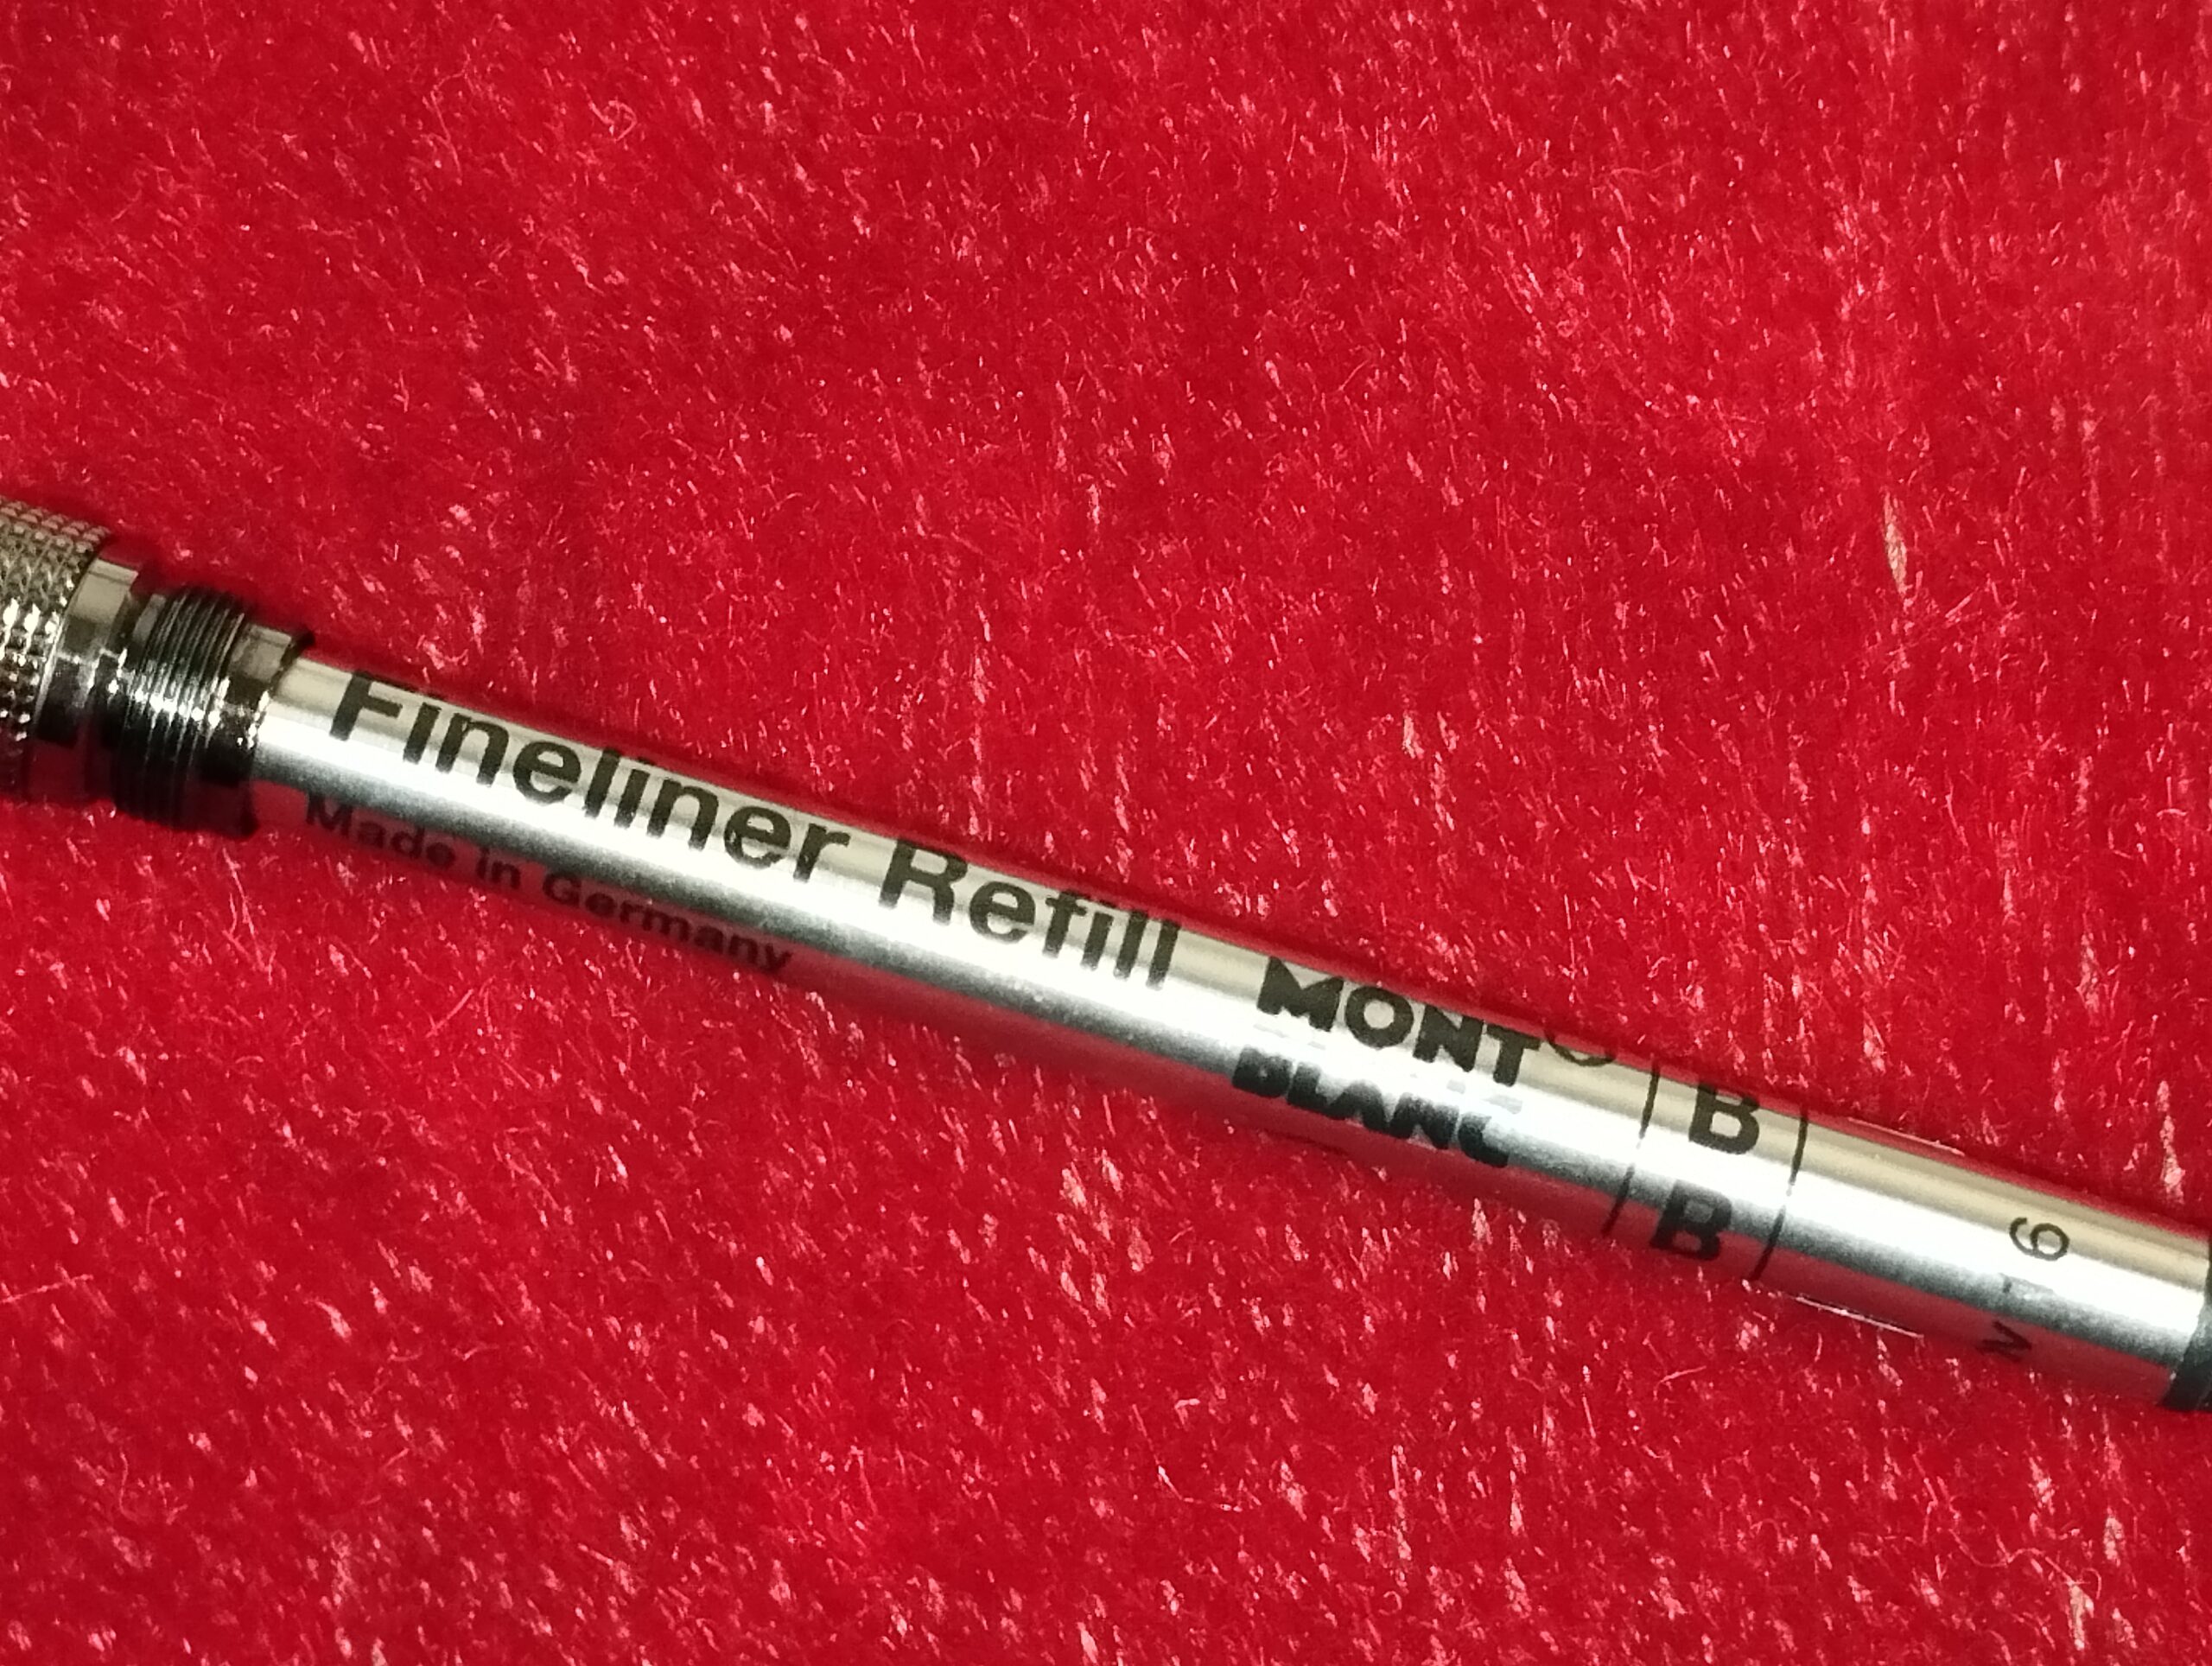 Fineliner Refill
Made in Germany
MONT
BLANC
B
B